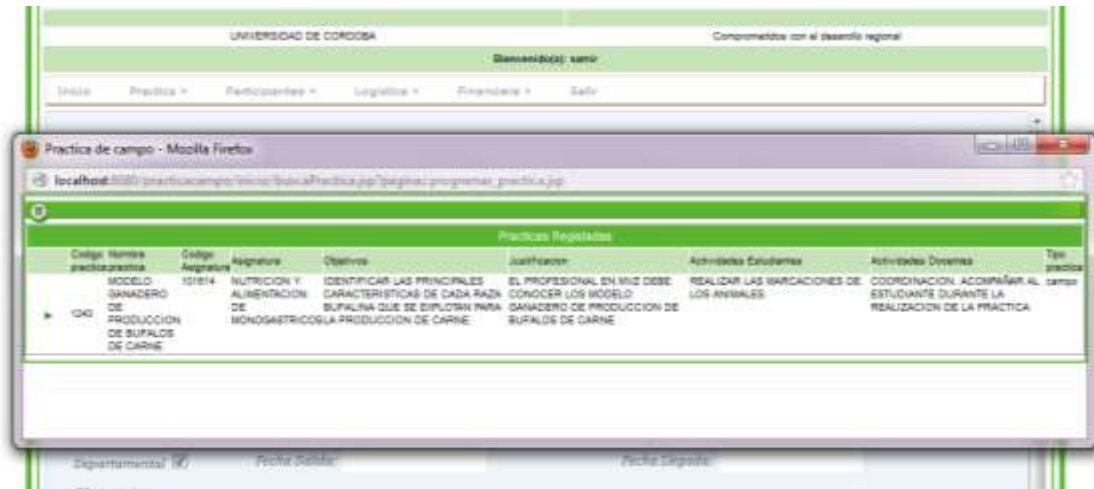 UNIVERSIDAD DE CORDOBA Comprometidos con el desarrollo regional
Bienvenido(a): samir
Inicio Practica Participantes Logistica Financiera Salir
Practica de campo - Mozilla Firefox
localhost:8080/practicacampo/inicio/buscaPractica.jsp?pagina=programar_practica.jsp
Practicas Registadas
Codigo practica Nombre practica Codigo Asignatura Asignatura Objetivos Justificacion Actividades Estudiantes Actividades Docentes Tipo practica
MODELO 101614 NUTRICION Y IDENTIFICAR LAS PRINCIPALES EL PROFESIONAL EN MVZ DEBE REALIZAR LAS MARCACIONES DE COORDINACION, ACOMPAÑAR AL campo
GANADERO ALIMENTACION CARACTERISTICAS DE CADA RAZA CONOCER LOS MODELO LOS ANIMALES. ESTUDIANTE DURANTE LA
1240 DE DE BUFALINA QUE SE EXPLOTAN PARA GANADERO DE PRODUCCION DE REALIZACION DE LA PRACTICA
PRODUCCION MONOGASTRICOS LA PRODUCCION DE CARNE. BUFALOS DE CARNE
DE BUFALOS
DE CARNE
Departamental Fecha Salida: Fecha Llegada: